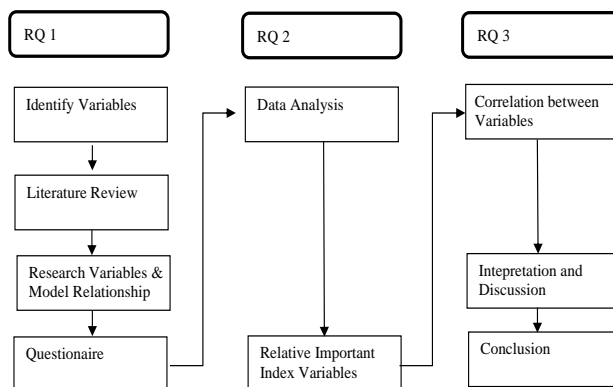 RQ 1
Identify Variables
Literature Review
Research Variables &
Model Relationship
Questionaire
RQ 2
Data Analysis
Relative Important
Index Variables
RQ 3
Correlation between
Variables
Intepretation and
Discussion
Conclusion